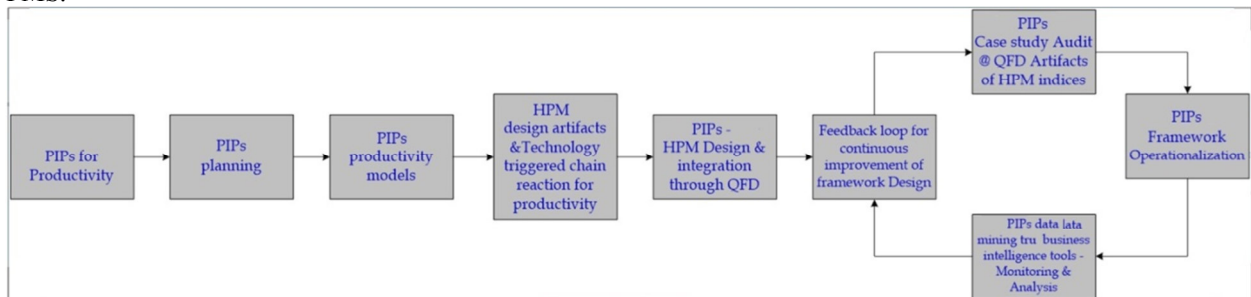 PIPs for
Productivity
PIPs
planning
PIPs
productivity
models
HPM
design artifacts
&Technology
triggered chain
reaction for
productivity
PIPs -
HPM Design &
integration
through QFD
Feedback loop for
continuous
improvement of
framework Design
PIPs
Case study Audit
@ QFD Artifacts
of HPM indices
PIPs
Framework
Operationalization
PIPs data lata
mining tru business
intelligence tools -
Monitoring &
Analysis